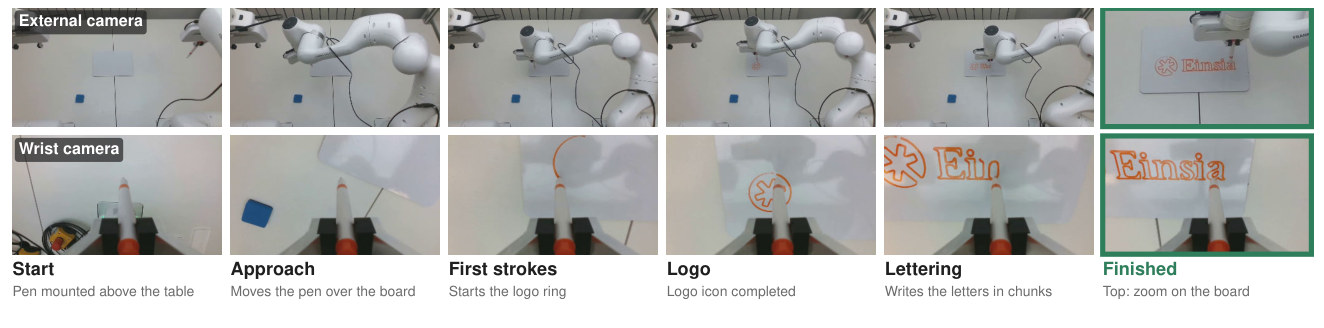 External camera
Wrist camera
Ein
Einsia
Einsia
Start
Pen mounted above the table
Approach
Moves the pen over the board
First strokes
Starts the logo ring
Logo
Logo icon completed
Lettering
Writes the letters in chunks
Finished
Top: zoom on the board